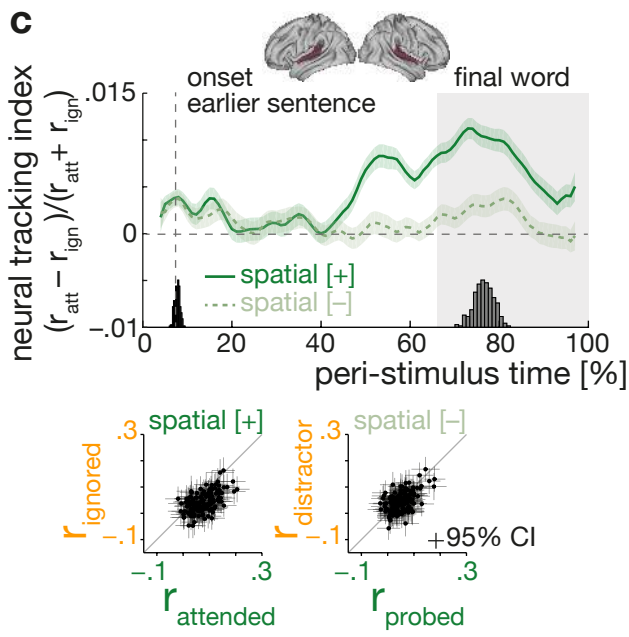 c
onset
earlier sentence
final word
neural tracking index
(r_att − r_ign)/(r_att + r_ign)
.015
0
−.01
spatial [+]
spatial [−]
0 20 40 60 80 100
peri-stimulus time [%]
spatial [+]
spatial [−]
r_ignored
.3
−.1
−.1 .3
r_attended
r_distractor
.3
−.1
+95% CI
−.1 .3
r_probed